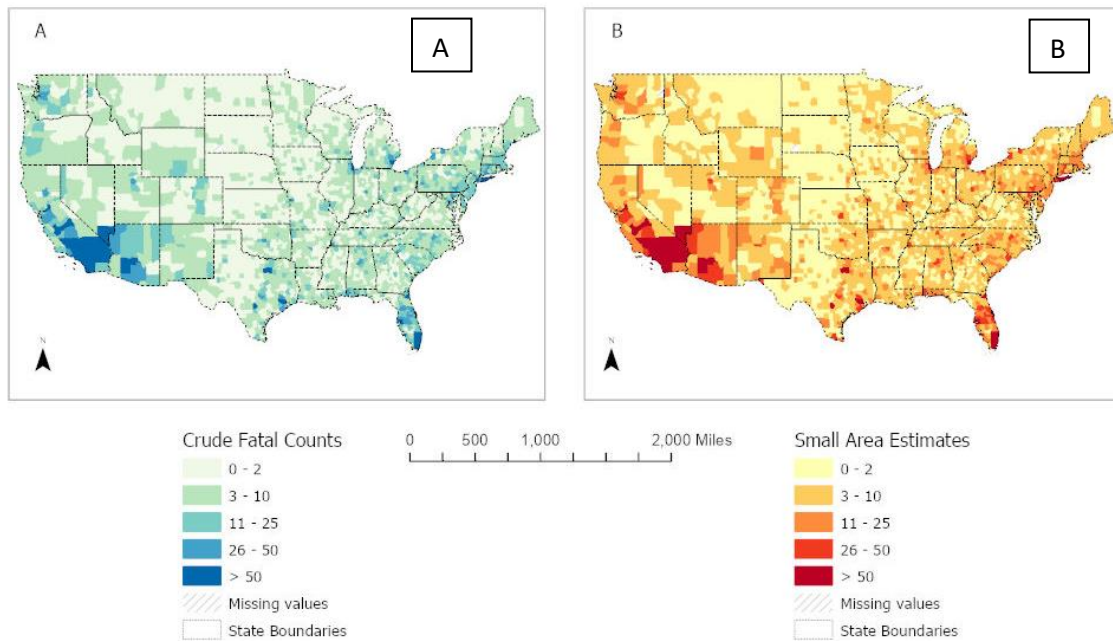 A
A
B
B
N
N
Crude Fatal Counts
0 - 2
3 - 10
11 - 25
26 - 50
> 50
Missing values
State Boundaries
0 500 1,000 2,000 Miles
Small Area Estimates
0 - 2
3 - 10
11 - 25
26 - 50
> 50
Missing values
State Boundaries